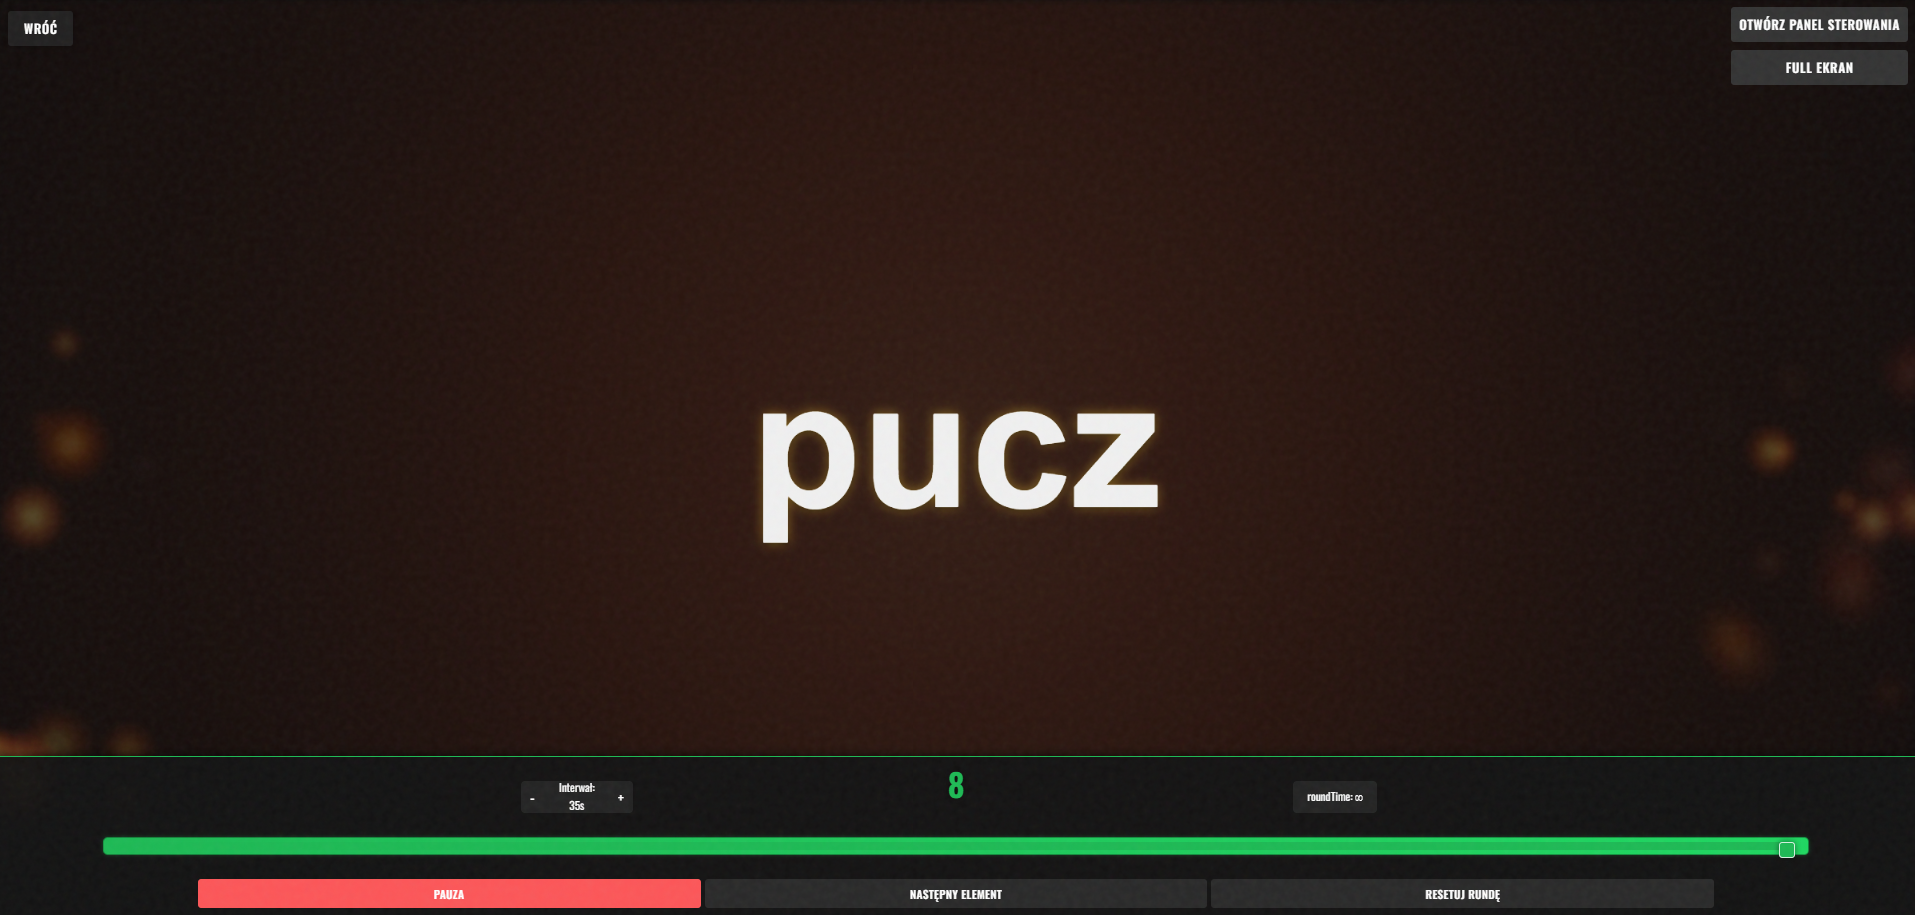 WRÓĆ
OTWÓRZ PANEL STEROWANIA
FULL EKRAN
pucz
8
- Interwał: +
35s
roundTime: ∞
PAUZA
NASTĘPNY ELEMENT
RESETUJ RUNDĘ